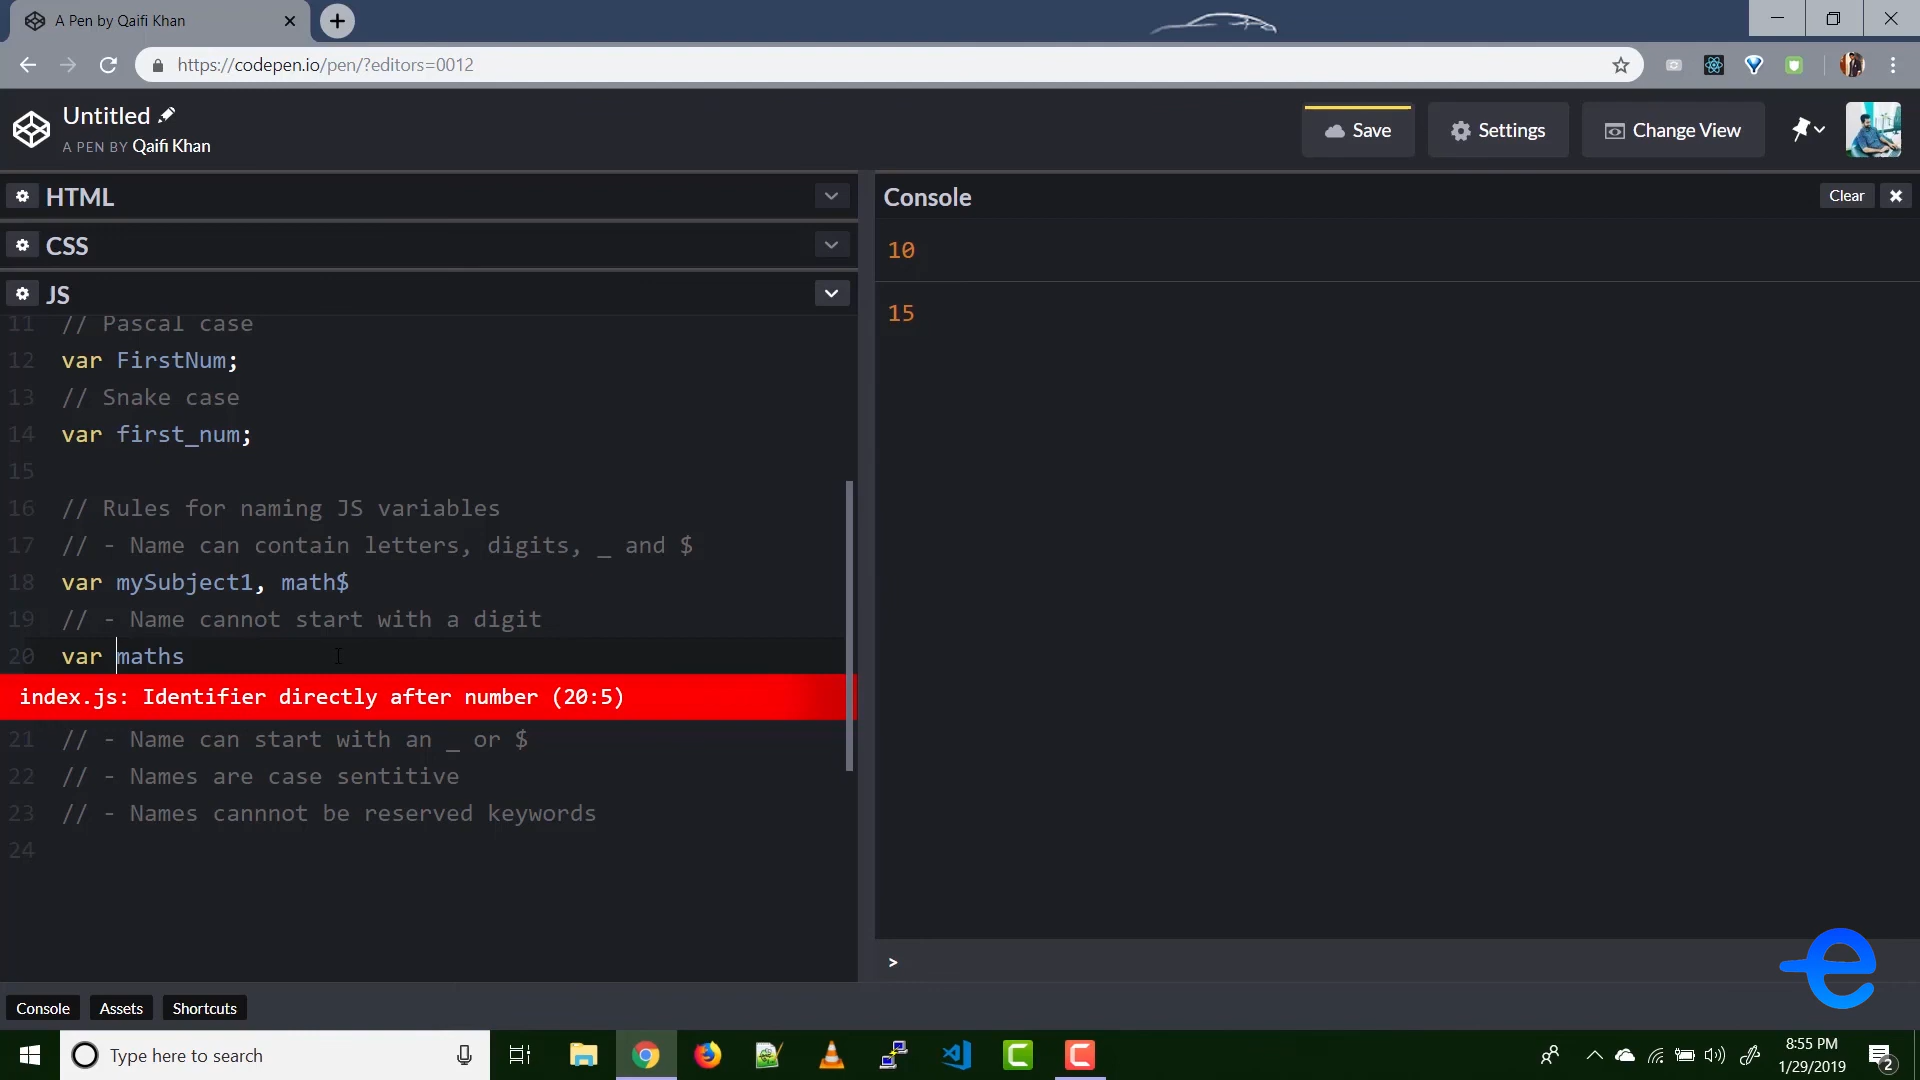 A Pen by Qaifi Khan
https://codepen.io/pen/?editors=0012
Untitled
A PEN BY Qaifi Khan
Save
Settings
Change View
HTML
CSS
JS
11 // Pascal case
12 var FirstNum;
13 // Snake case
14 var first_num;
15
16 // Rules for naming JS variables
17 // - Name can contain letters, digits, _ and $
18 var mySubject1, math$
19 // - Name cannot start with a digit
20 var maths
index.js: Identifier directly after number (20:5)
21 // - Name can start with an _ or $
22 // - Names are case sentitive
23 // - Names cannnot be reserved keywords
24
Console
Clear
10
15
>
e
Console
Assets
Shortcuts
Type here to search
8:55 PM
1/29/2019
2